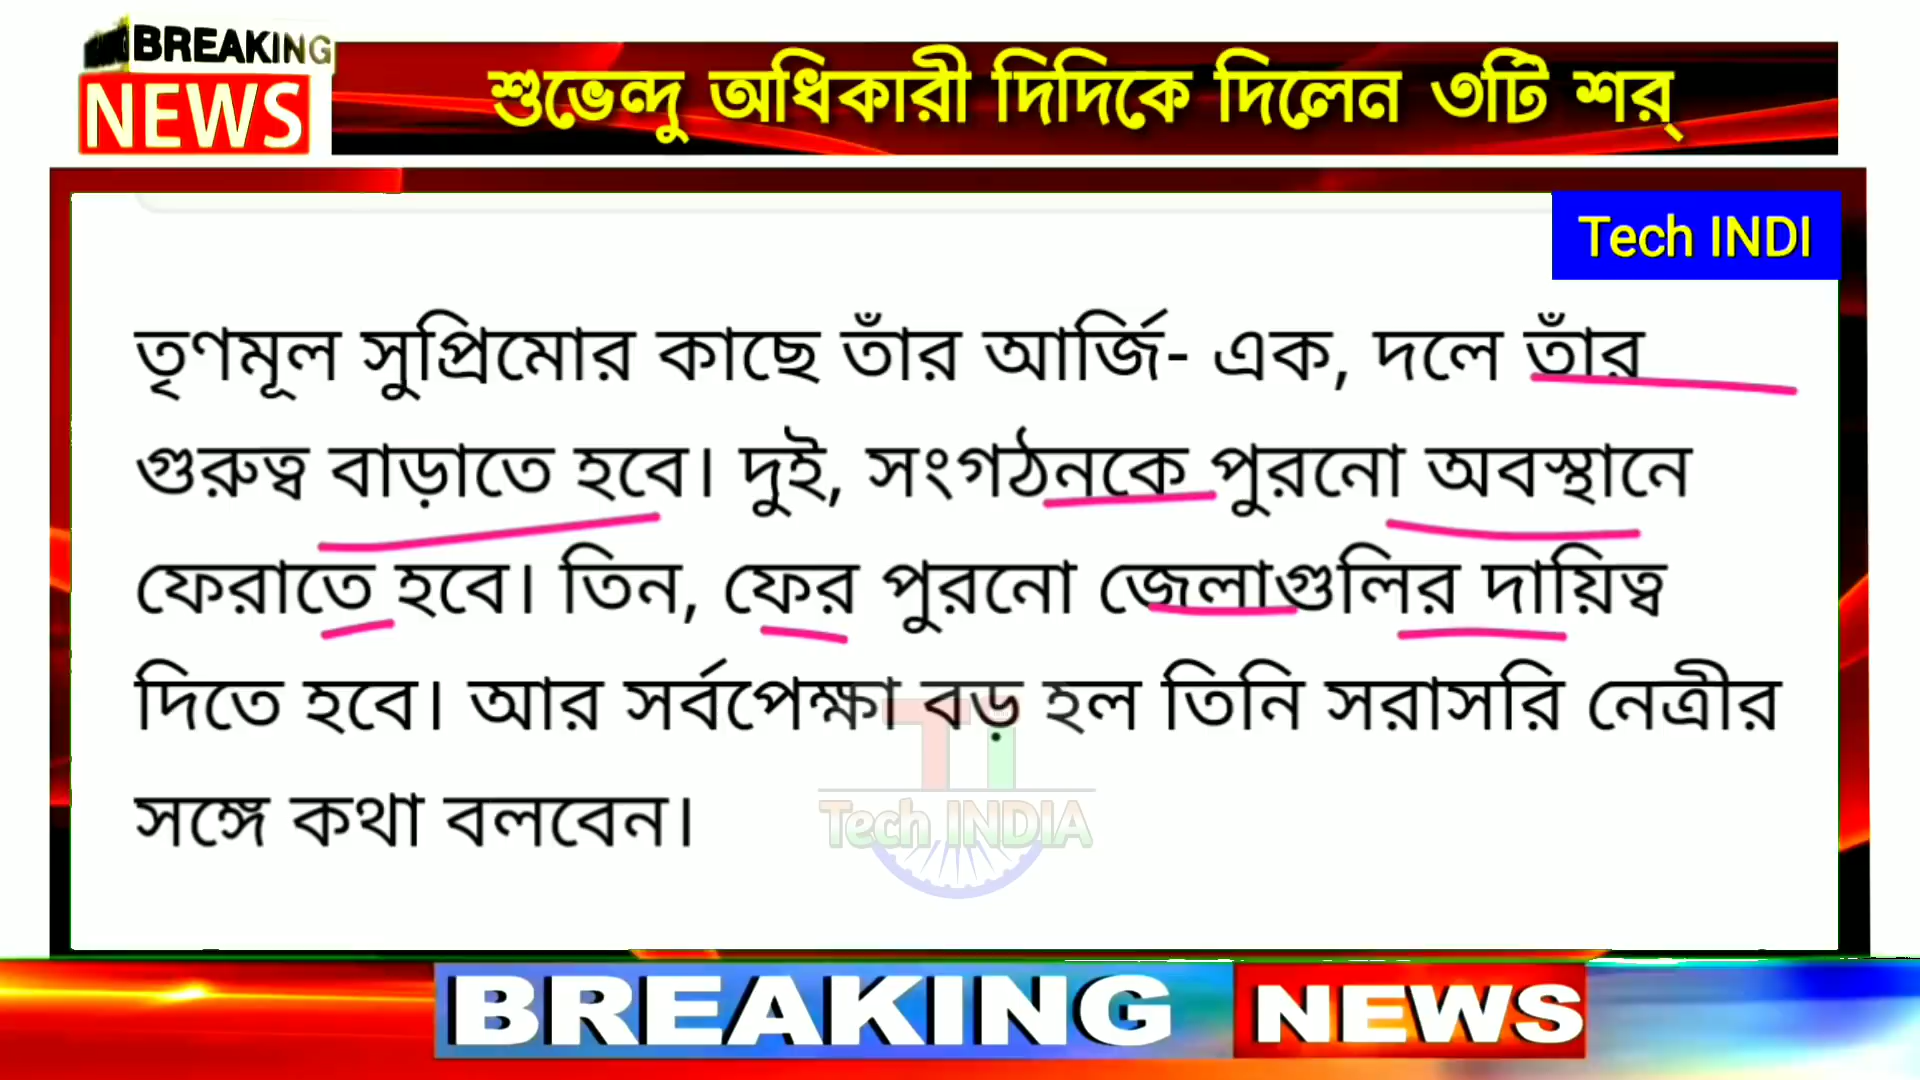 BREAKING
NEWS
শুভেন্দু অধিকারী দিদিকে দিলেন ৩টি শর্
Tech INDI
তৃণমূল সুপ্রিমোর কাছে তাঁর আর্জি- এক, দলে তাঁর
গুরুত্ব বাড়াতে হবে। দুই, সংগঠনকে পুরনো অবস্থানে
ফেরাতে হবে। তিন, ফের পুরনো জেলাগুলির দায়িত্ব
দিতে হবে। আর সর্বপেক্ষা বড় হল তিনি সরাসরি নেত্রীর
সঙ্গে কথা বলবেন।
Ti
Tech INDIA
BREAKING NEWS